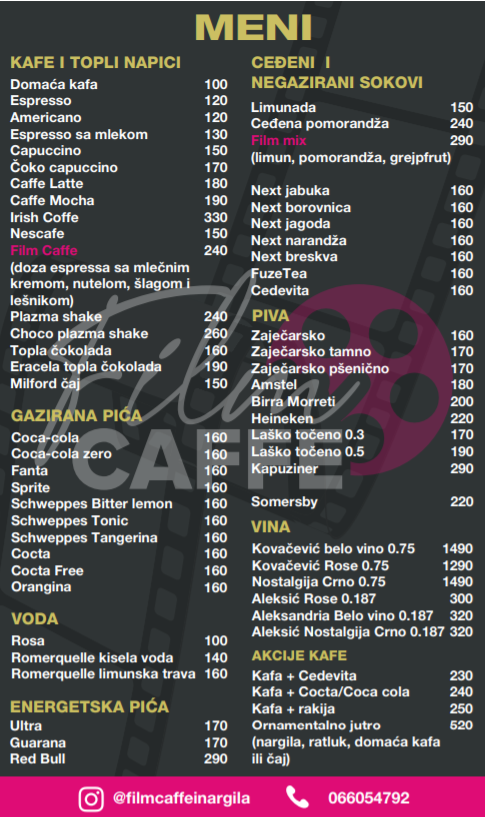 MENI
KAFE I TOPLI NAPICI
Domaća kafa 100
Espresso 120
Americano 120
Espresso sa mlekom 130
Capuccino 150
Čoko capuccino 170
Caffe Latte 180
Caffe Mocha 190
Irish Coffe 330
Nescafe 150
Film Caffe 240
(doza espressa sa mlečnim
kremom, nutelom, šlagom i
lešnikom)
Plazma shake 240
Choco plazma shake 260
Topla čokolada 160
Eracela topla čokolada 190
Milford čaj 150
GAZIRANA PIĆA
Coca-cola 160
Coca-cola zero 160
Fanta 160
Sprite 160
Schweppes Bitter lemon 160
Schweppes Tonic 160
Schweppes Tangerina 160
Cocta 160
Cocta Free 160
Orangina 160
VODA
Rosa 100
Romerquelle kisela voda 140
Romerquelle limunska trava 160
ENERGETSKA PIĆA
Ultra 170
Guarana 170
Red Bull 290
CEĐENI I
NEGAZIRANI SOKOVI
Limunada 150
Ceđena pomorandža 240
Film mix 290
(limun, pomorandža, grejpfrut)
Next jabuka 160
Next borovnica 160
Next jagoda 160
Next narandža 160
Next breskva 160
FuzeTea 160
Cedevita 160
PIVA
Zaječarsko 160
Zaječarsko tamno 170
Zaječarsko pšenično 170
Amstel 180
Birra Morreti 200
Heineken 220
Laško točeno 0.3 170
Laško točeno 0.5 190
Kapuziner 290
Somersby 220
VINA
Kovačević belo vino 0.75 1490
Kovačević Rose 0.75 1290
Nostalgija Crno 0.75 1490
Aleksić Rose 0.187 300
Aleksandria Belo vino 0.187 320
Aleksić Nostalgija Crno 0.187 320
AKCIJE KAFE
Kafa + Cedevita 230
Kafa + Cocta/Coca cola 240
Kafa + rakija 250
Ornamentalno jutro 520
(nargila, ratluk, domaća kafa
ili čaj)
Film
CAFFE
@filmcaffeinargila 066054792